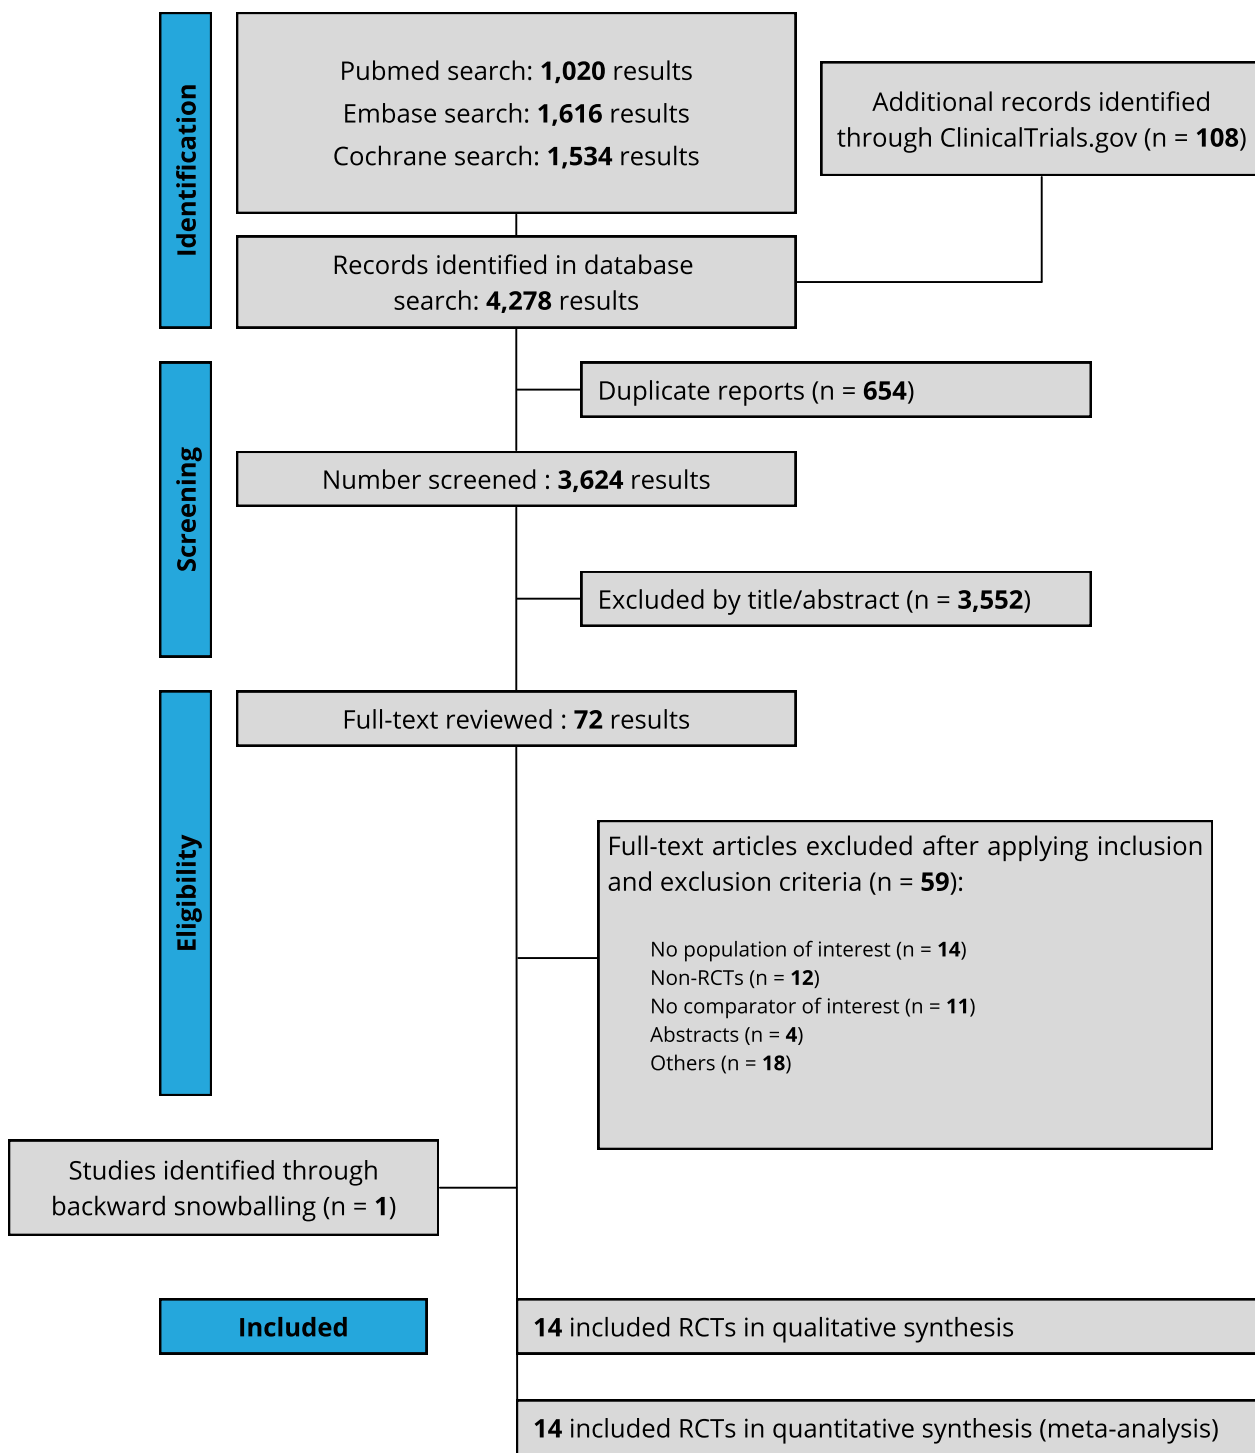 Identification
Pubmed search: 1,020 results
Embase search: 1,616 results
Cochrane search: 1,534 results
Additional records identified
through ClinicalTrials.gov (n = 108)
Records identified in database
search: 4,278 results
Screening
Duplicate reports (n = 654)
Number screened : 3,624 results
Excluded by title/abstract (n = 3,552)
Eligibility
Full-text reviewed : 72 results
Full-text articles excluded after applying inclusion
and exclusion criteria (n = 59):
No population of interest (n = 14)
Non-RCTs (n = 12)
No comparator of interest (n = 11)
Abstracts (n = 4)
Others (n = 18)
Studies identified through
backward snowballing (n = 1)
Included
14 included RCTs in qualitative synthesis
14 included RCTs in quantitative synthesis (meta-analysis)